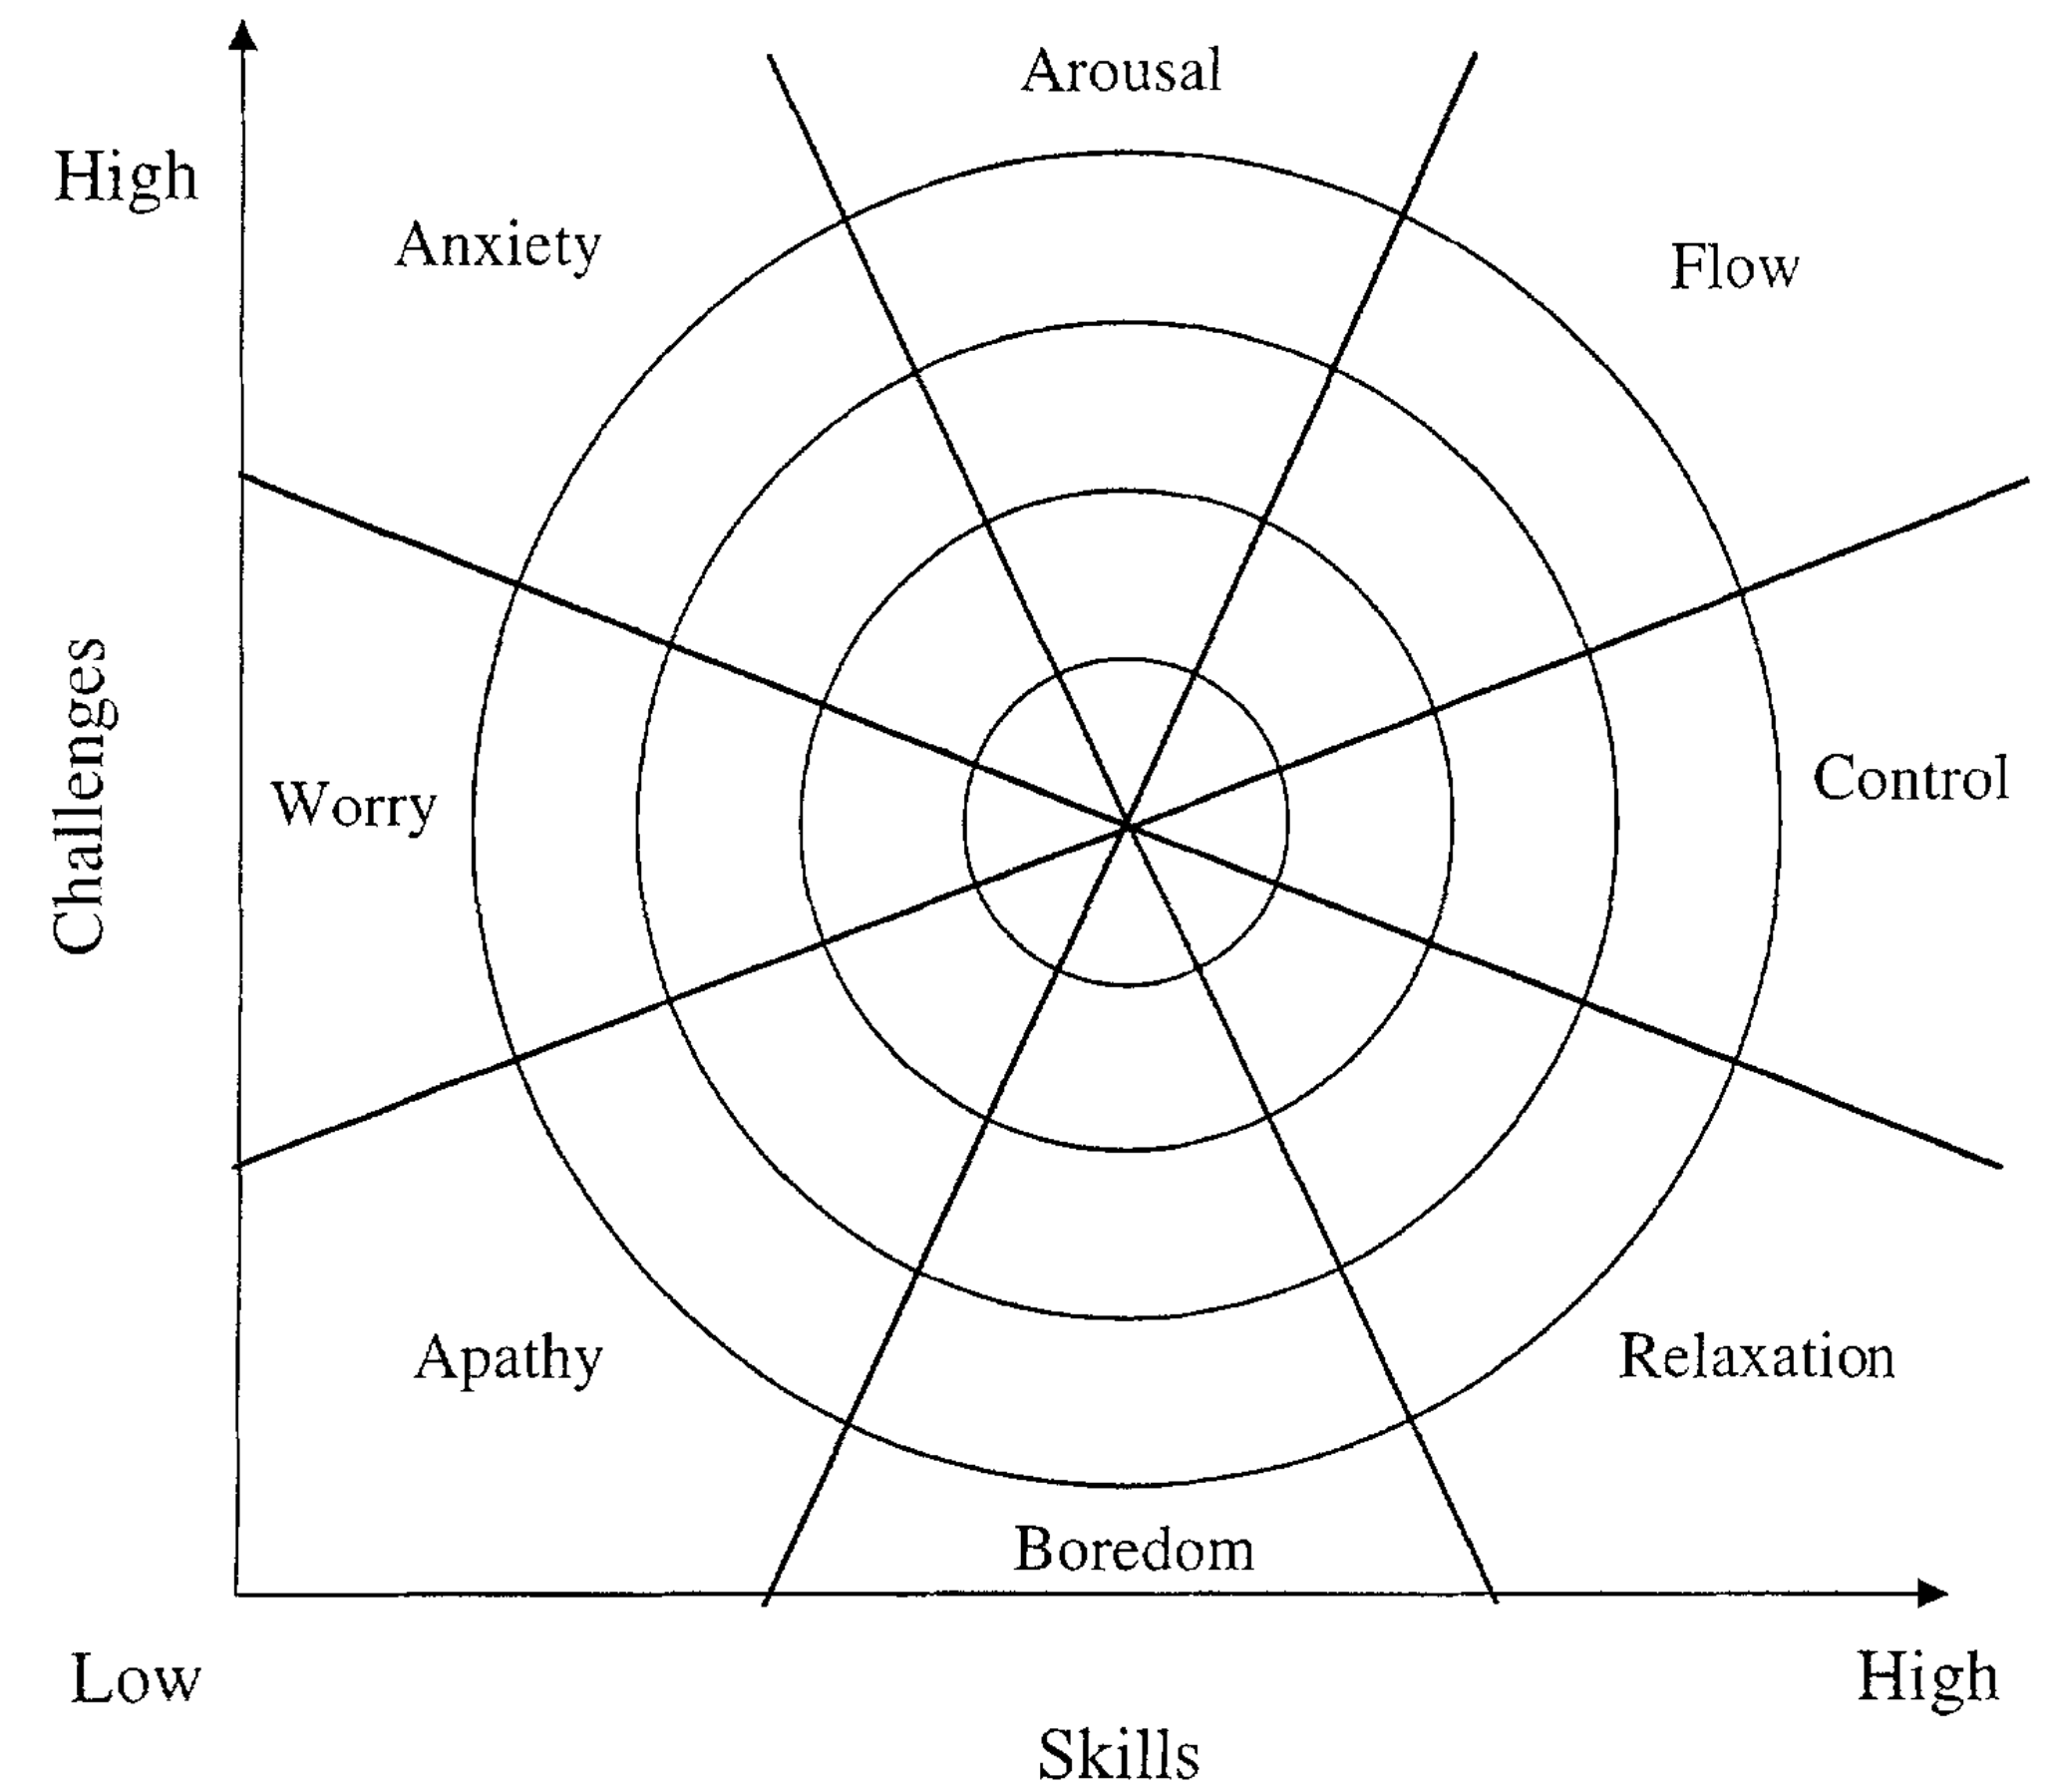 Arousal
High
Anxiety
Flow
Challenges
Worry
Control
Apathy
Relaxation
Boredom
Low
High
Skills